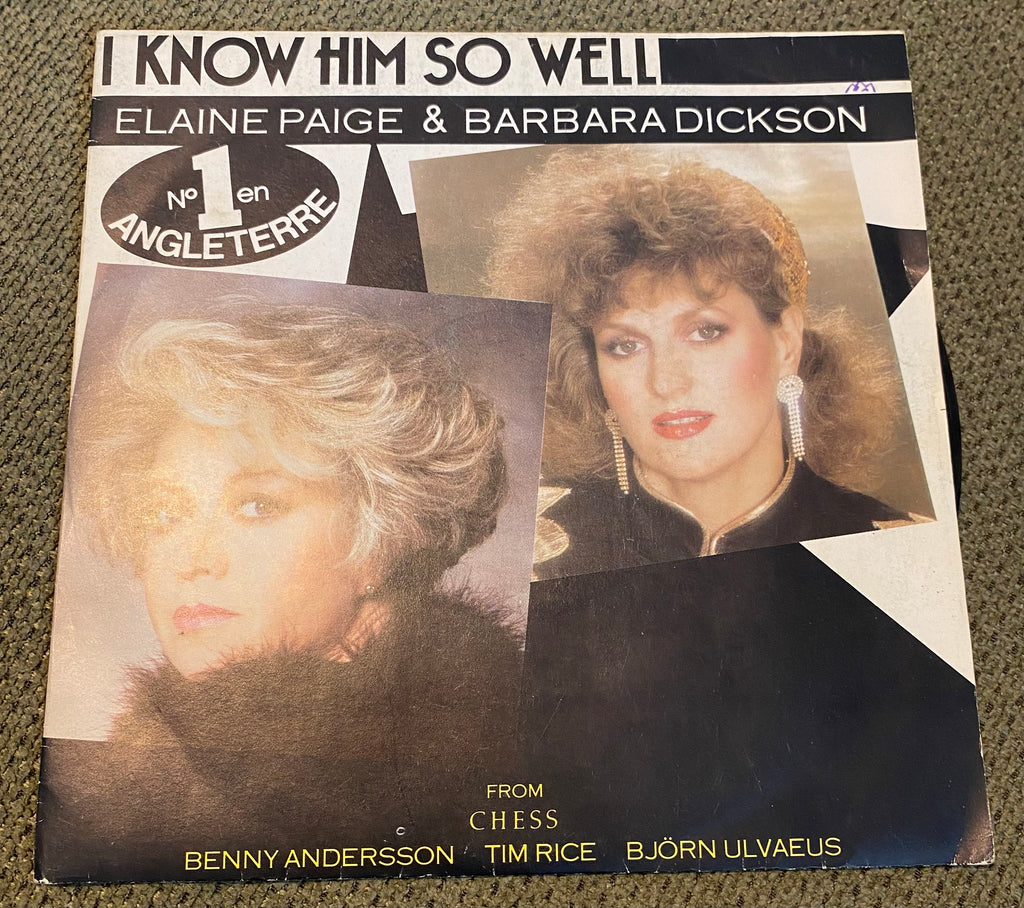 I KNOW HIM SO WELL
ELAINE PAIGE & BARBARA DICKSON
Nº 1 en
ANGLETERRE
FROM
CHESS
BENNY ANDERSSON TIM RICE BJÖRN ULVAEUS